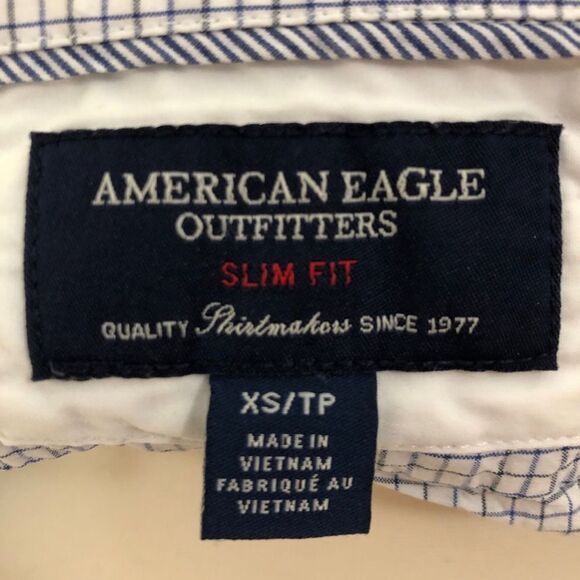 AMERICAN EAGLE
OUTFITTERS
SLIM FIT
QUALITY Shirtmakers SINCE 1977
XS/TP
MADE IN
VIETNAM
FABRIQUÉ AU
VIETNAM